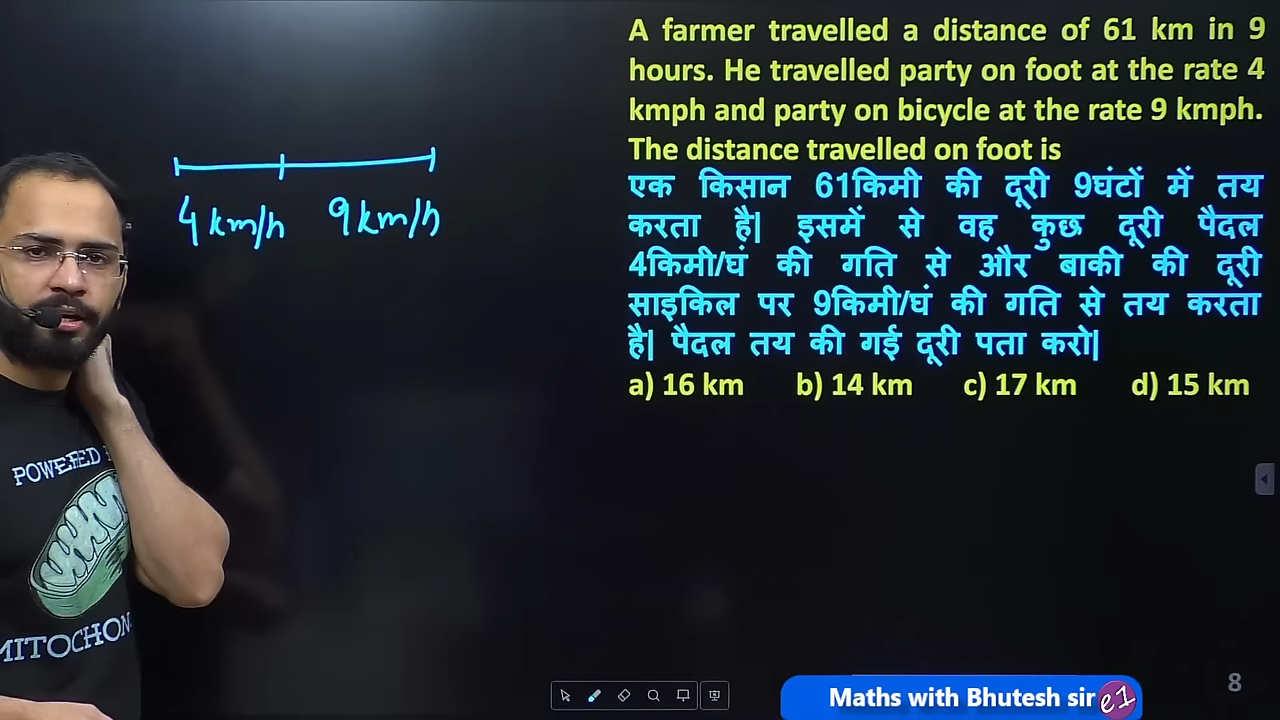 A farmer travelled a distance of 61 km in 9
hours. He travelled party on foot at the rate 4
kmph and party on bicycle at the rate 9 kmph.
The distance travelled on foot is
एक किसान 61किमी की दूरी 9घंटों में तय
करता है| इसमें से वह कुछ दूरी पैदल
4किमी/घं की गति से और बाकी की दूरी
साइकिल पर 9किमी/घं की गति से तय करता
है| पैदल तय की गई दूरी पता करो|
a) 16 km b) 14 km c) 17 km d) 15 km
4 km/h 9 km/h
POWERED
MITOCHON
Maths with Bhutesh sir e1
8